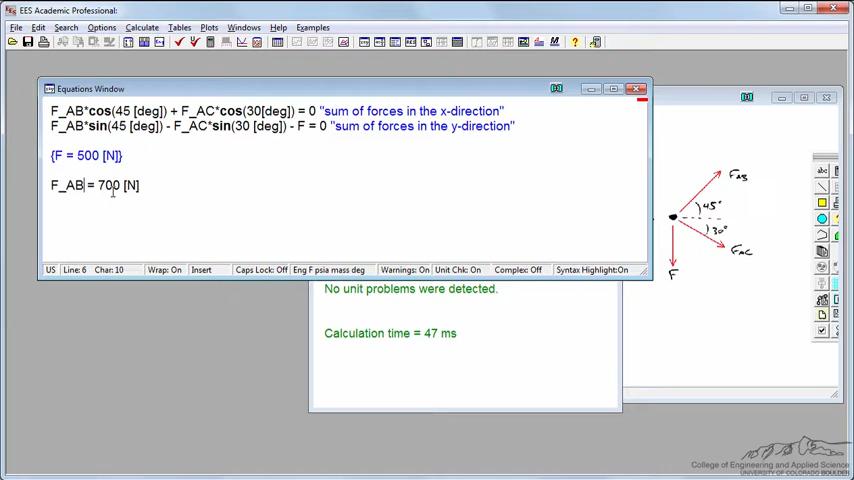 EES Academic Professional:
File Edit Search Options Calculate Tables Plots Windows Help Examples
Equations Window
F_AB*cos(45 [deg]) + F_AC*cos(30[deg]) = 0 "sum of forces in the x-direction"
F_AB*sin(45 [deg]) - F_AC*sin(30 [deg]) - F = 0 "sum of forces in the y-direction"
{F = 500 [N]}
F_AB = 700 [N]
US Line: 6 Char: 10 Wrap: On Insert Caps Lock: Off Eng F psia mass deg Warnings: On Unit Chk: On Complex: Off Syntax Highlight:On
No unit problems were detected.
Calculation time = 47 ms
F_AB
45°
30°
F_AC
F
abc
College of Engineering and Applied Science
UNIVERSITY OF COLORADO BOULDER